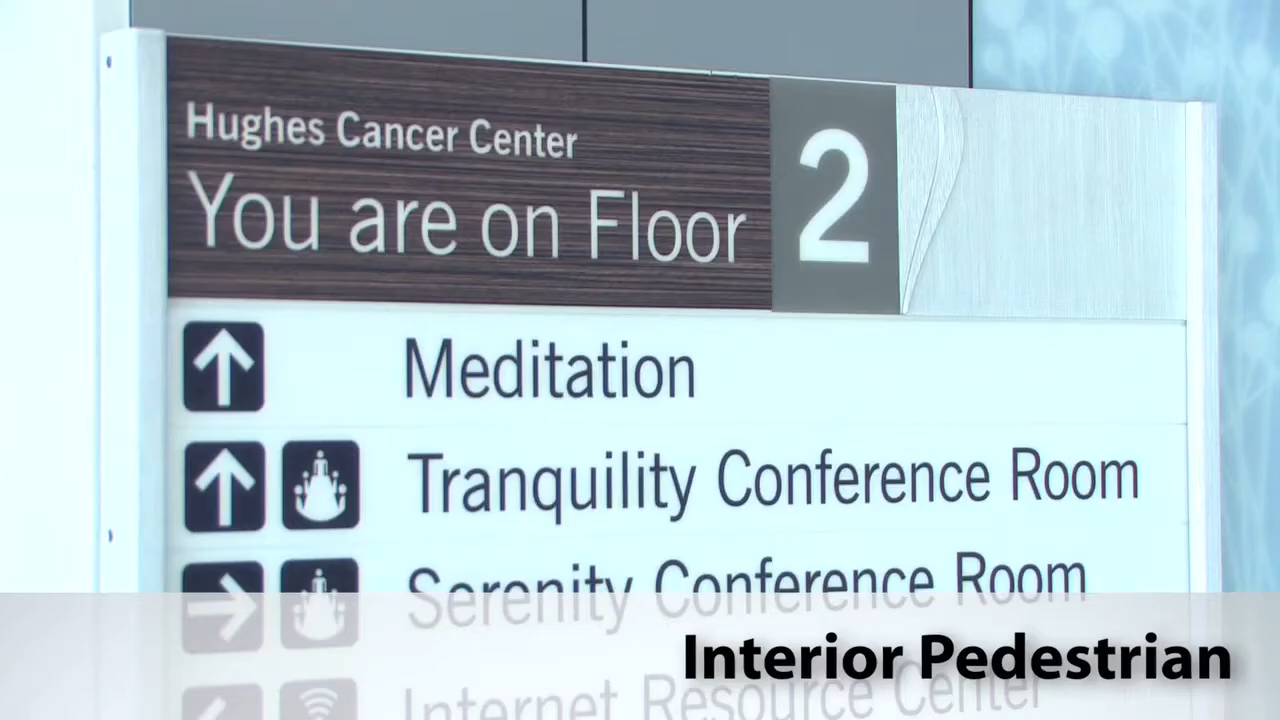 Hughes Cancer Center
You are on Floor
2
Meditation
Tranquility Conference Room
Serenity Conference Room
Internet Resource Center
Interior Pedestrian